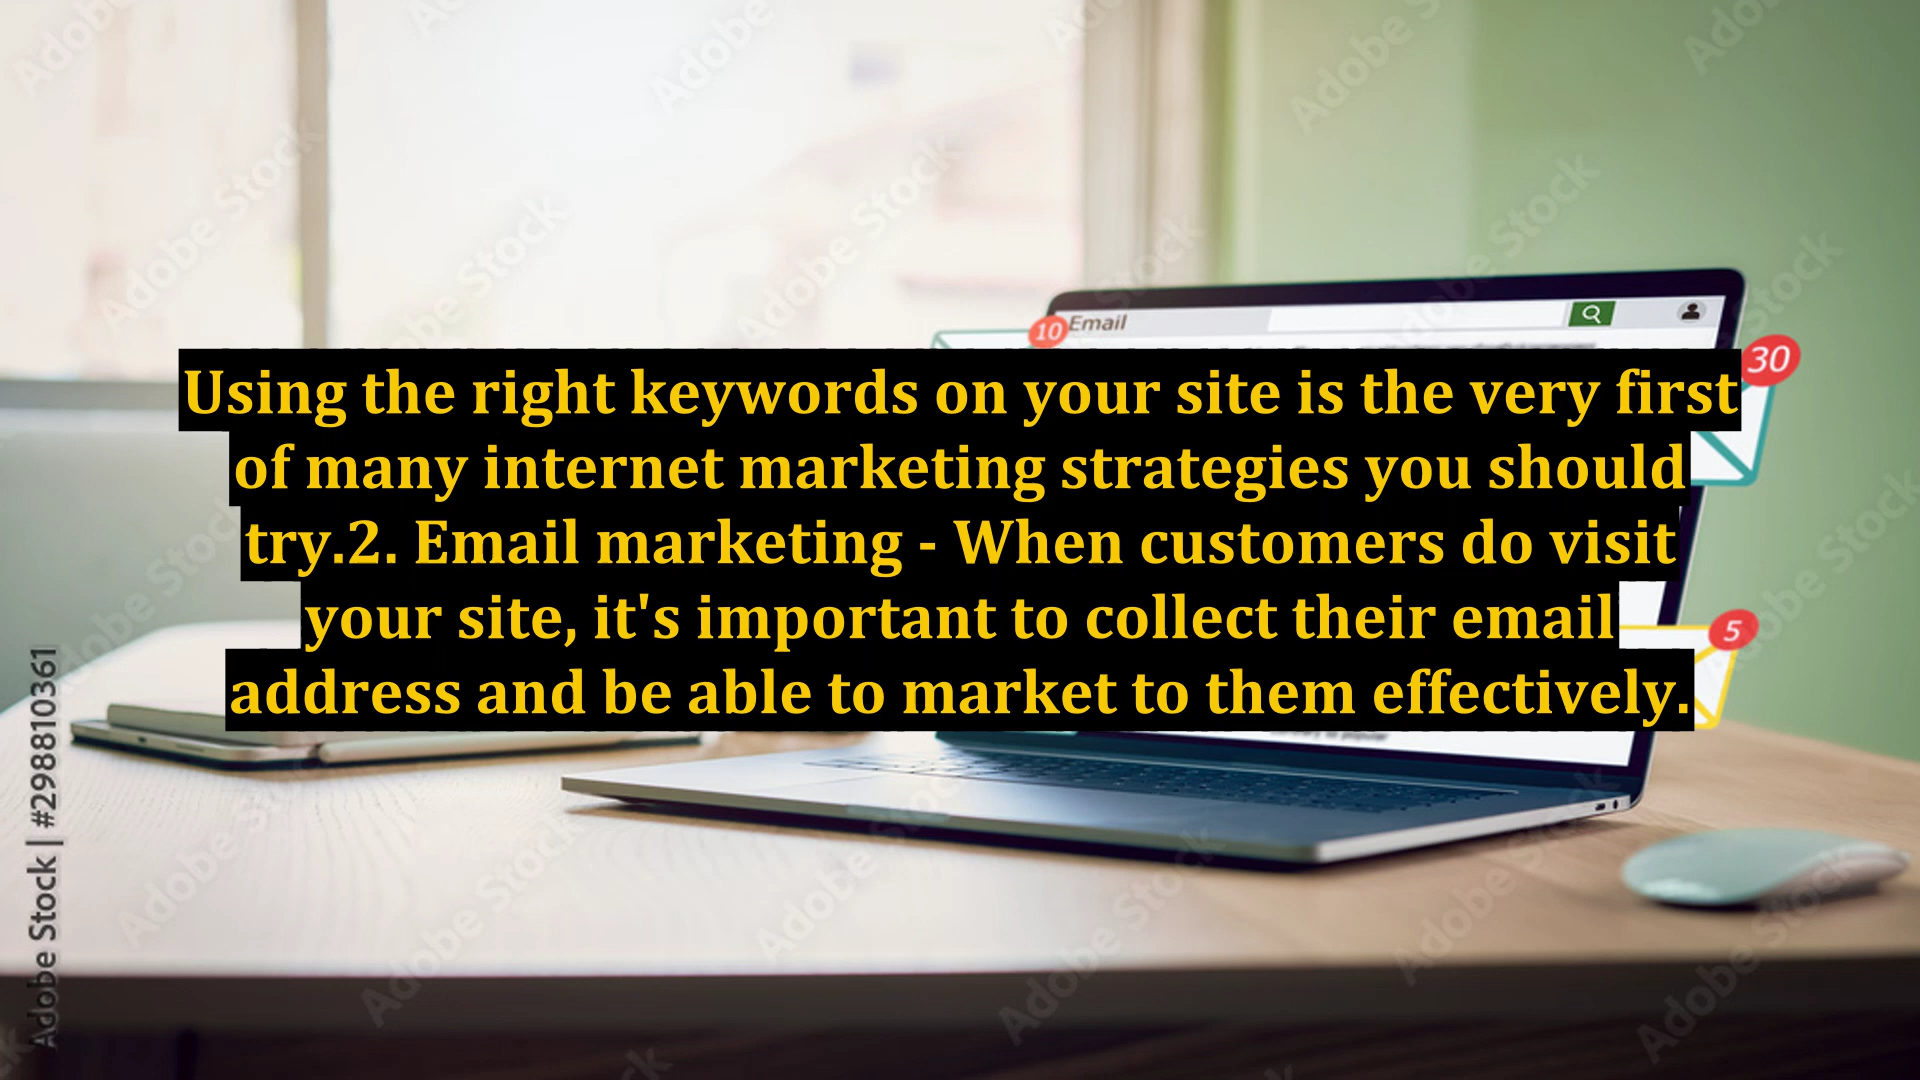 Email
10
30
Using the right keywords on your site is the very first
of many internet marketing strategies you should
try.2. Email marketing - When customers do visit
your site, it's important to collect their email
address and be able to market to them effectively.
5
Adobe Stock | #298810361
Adobe Stock